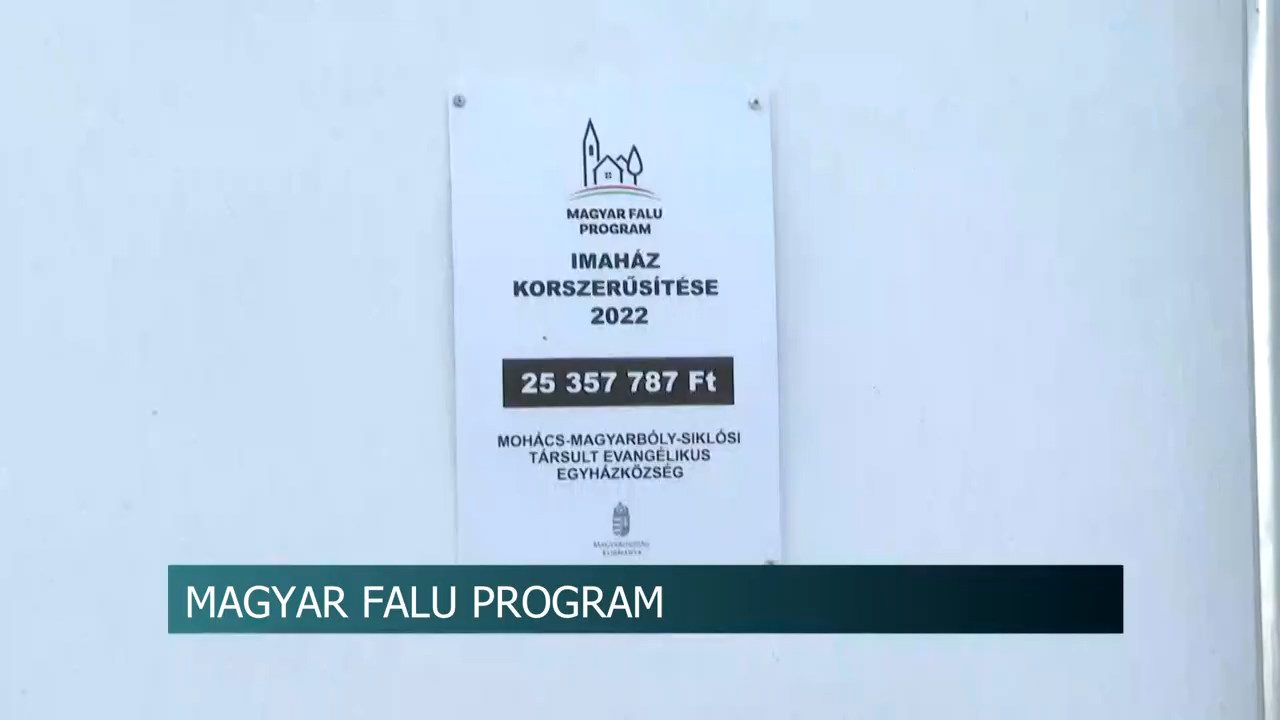 MAGYAR FALU
PROGRAM
IMAHÁZ
KORSZERŰSÍTÉSE
2022
25 357 787 Ft
MOHÁCS-MAGYARBÓLY-SIKLÓSI
TÁRSULT EVANGÉLIKUS
EGYHÁZKÖZSÉG
MAGYAR FALU PROGRAM